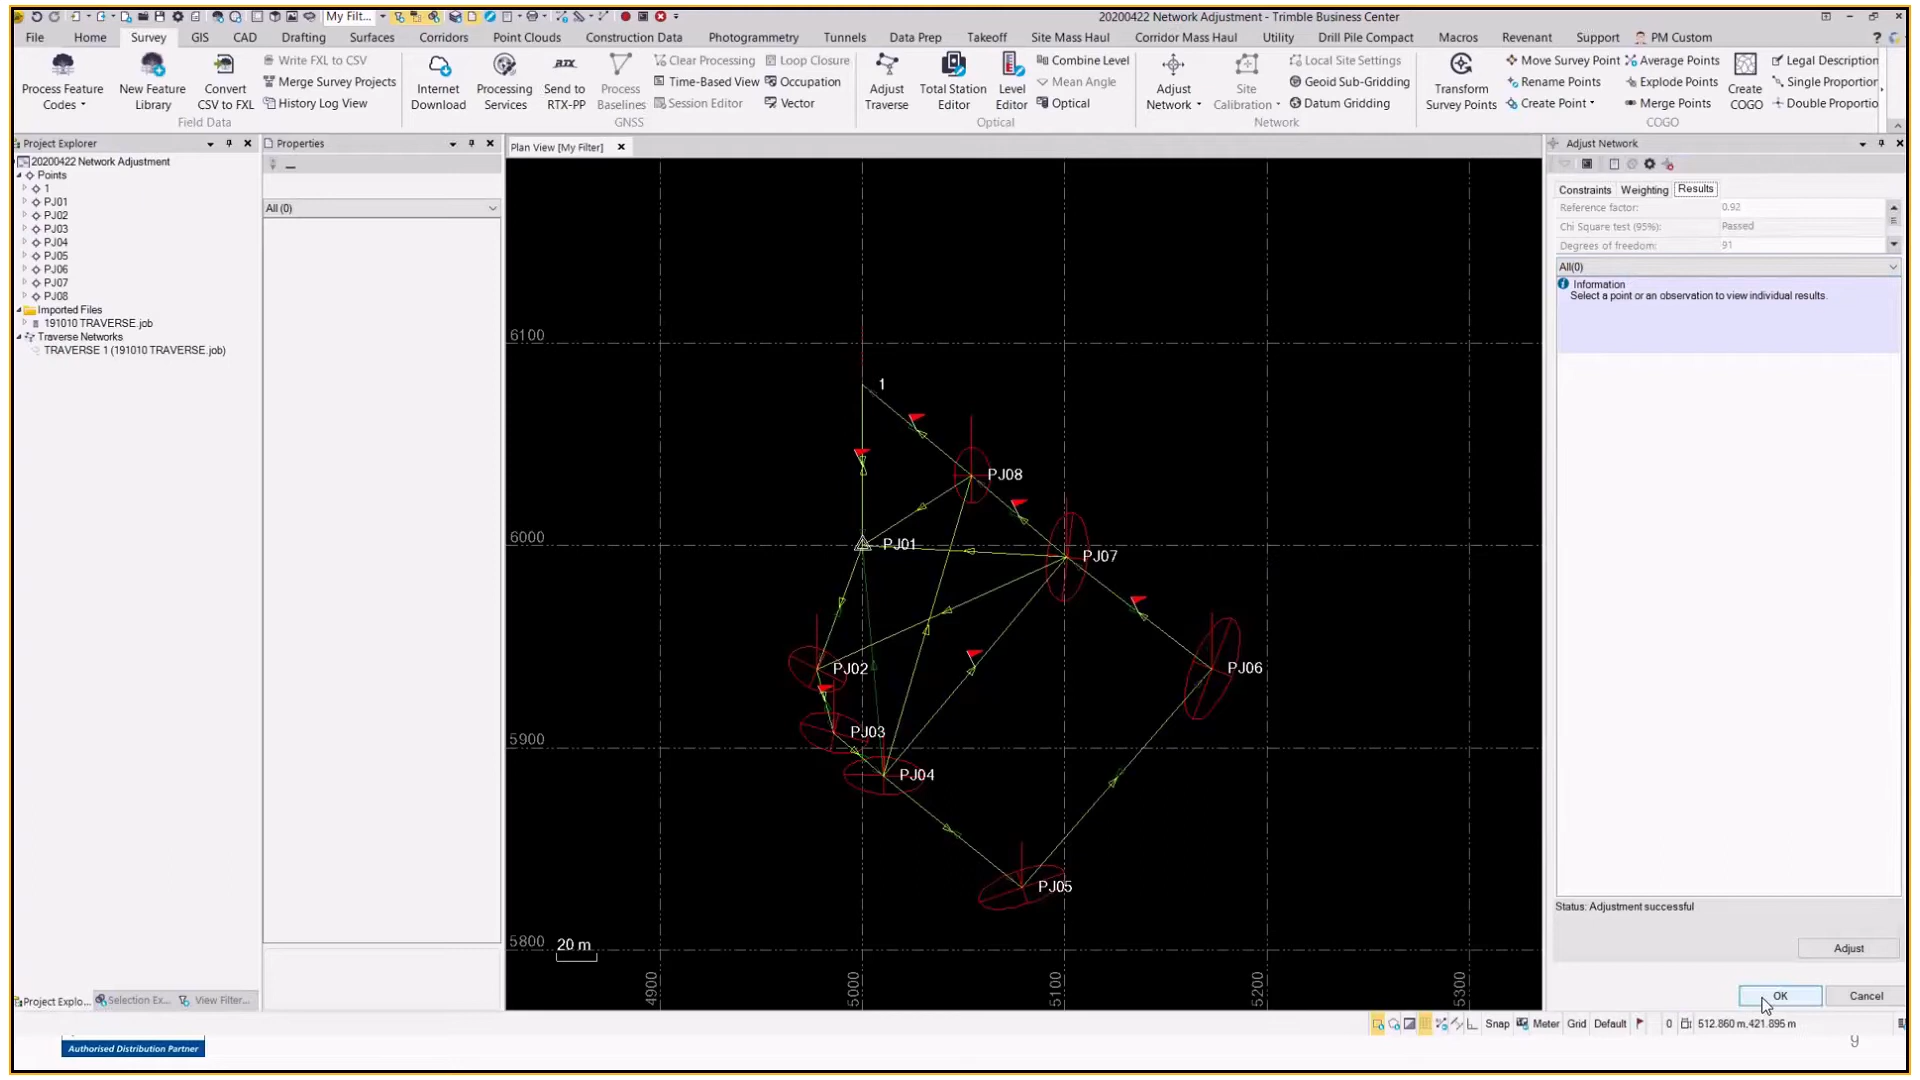 My Filt...
20200422 Network Adjustment - Trimble Business Center
File Home Survey GIS CAD Drafting Surfaces Corridors Point Clouds Construction Data Photogrammetry Tunnels Data Prep Takeoff Site Mass Haul Corridor Mass Haul Utility Drill Pile Compact Macros Revenant Support PM Custom
Process Feature Codes
New Feature Library
Convert CSV to FXL
Write FXL to CSV
Merge Survey Projects
History Log View
Field Data
Internet Download
Processing Services
RTX
Send to RTX-PP
Process Baselines
Clear Processing
Time-Based View
Session Editor
Loop Closure
Occupation
Vector
GNSS
Adjust Traverse
Total Station Editor
Level Editor
Combine Level
Mean Angle
Optical
Optical
Adjust Network
Site Calibration
Local Site Settings
Geoid Sub-Gridding
Datum Gridding
Network
Transform Survey Points
Move Survey Point
Rename Points
Create Point
Average Points
Explode Points
Merge Points
Create COGO
Legal Description
Single Proportion
Double Proportio
COGO
Project Explorer
20200422 Network Adjustment
Points
1
PJ01
PJ02
PJ03
PJ04
PJ05
PJ06
PJ07
PJ08
Imported Files
191010 TRAVERSE.job
Traverse Networks
TRAVERSE 1 (191010 TRAVERSE.job)
Project Explo...
Selection Ex...
View Filter...
Properties
All (0)
Plan View [My Filter]
6100
6000
5900
5800
4900
5000
5100
5200
5300
20 m
1
PJ08
PJ01
PJ07
PJ02
PJ06
PJ03
PJ04
PJ05
Adjust Network
Constraints Weighting Results
Reference factor: 0.92
Chi Square test (95%): Passed
Degrees of freedom: 91
All(0)
Information
Select a point or an observation to view individual results.
Status: Adjustment successful
Adjust
OK Cancel
Snap Meter Grid Default 0 512.860 m,421.895 m
Authorised Distribution Partner
9